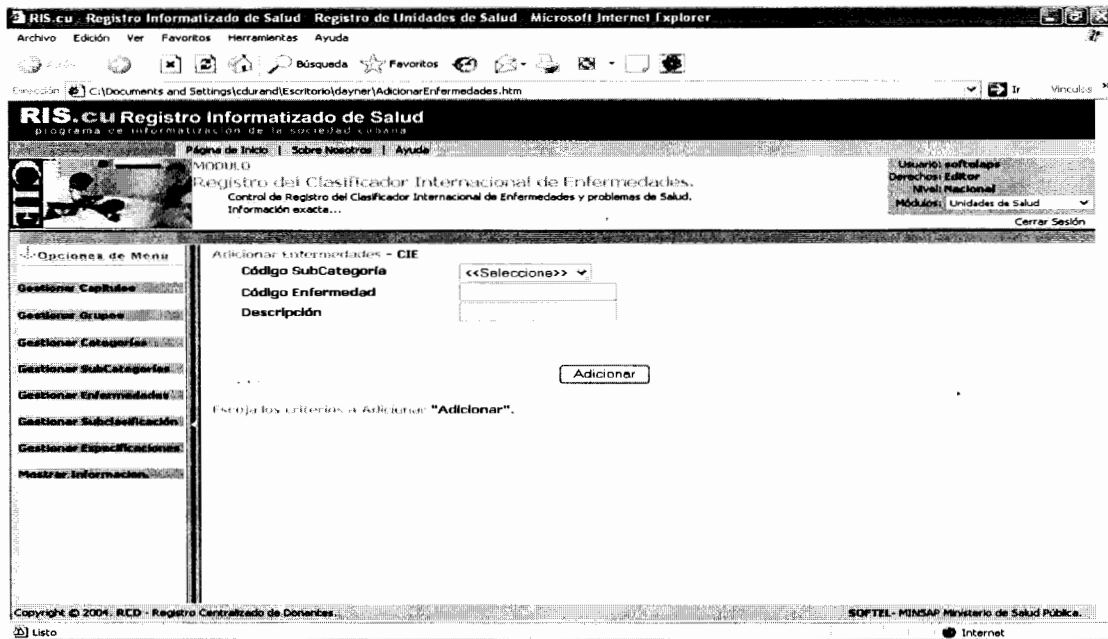 RIS.cu Registro Informatizado de Salud Registro de Unidades de Salud Microsoft Internet Explorer
Archivo Edición Ver Favoritos Herramientas Ayuda
Atrás Búsqueda Favoritos
Dirección C:\Documents and Settings\cdurand\Escritorio\dayner\AdicionarEnfermedades.htm Ir Vínculos
RIS.cu Registro Informatizado de Salud
programa de informatización de la sociedad cubana
Página de Inicio | Sobre Nosotros | Ayuda
MODULO
Registro del Clasificador Internacional de Enfermedades.
Control de Registro del Clasificador Internacional de Enfermedades y problemas de Salud.
Información exacta...
Usuario: softelaps
Derechos: Editor
Nivel: Nacional
Módulos: Unidades de Salud
Cerrar Sesión
Opciones de Menu
Gestionar Capítulos
Gestionar Grupos
Gestionar Categorías
Gestionar SubCategorías
Gestionar Enfermedades
Gestionar Subclasificación
Gestionar Especificaciones
Mostrar Informacion.
Adicionar Enfermedades - CIE
Código SubCategoría <<Seleccione>>
Código Enfermedad
Descripción
Adicionar
Escoja los criterios a Adicionar "Adicionar".
Copyright © 2004. RCD - Registro Centralizado de Donantes.
SOFTEL - MINSAP Ministerio de Salud Pública.
Listo Internet